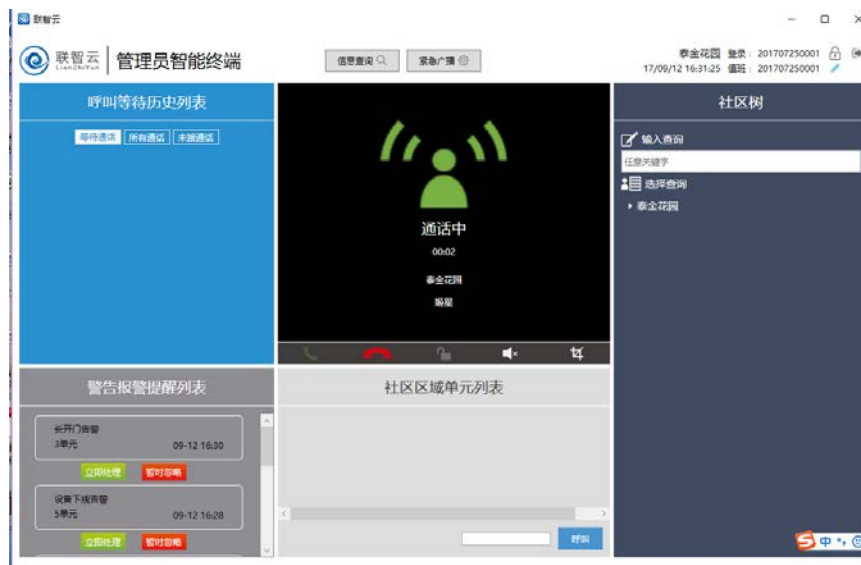 联智云
联智云
LianZhiYun
管理员智能终端
信息查询
紧急广播
泰金花园 登录: 201707250001
17/09/12 16:31:25 值班: 201707250001
呼叫等待历史列表
等待通话 所有通话 未接通话
通话中
00:02
泰金花园
社区树
输入查询
任意关键字
选择查询
泰金花园
警告报警提醒列表
长开门告警
3单元 09-12 16:30
立即处理 暂时忽略
设备下线告警
5单元 09-12 16:28
立即处理 暂时忽略
社区区域单元列表
呼叫
中